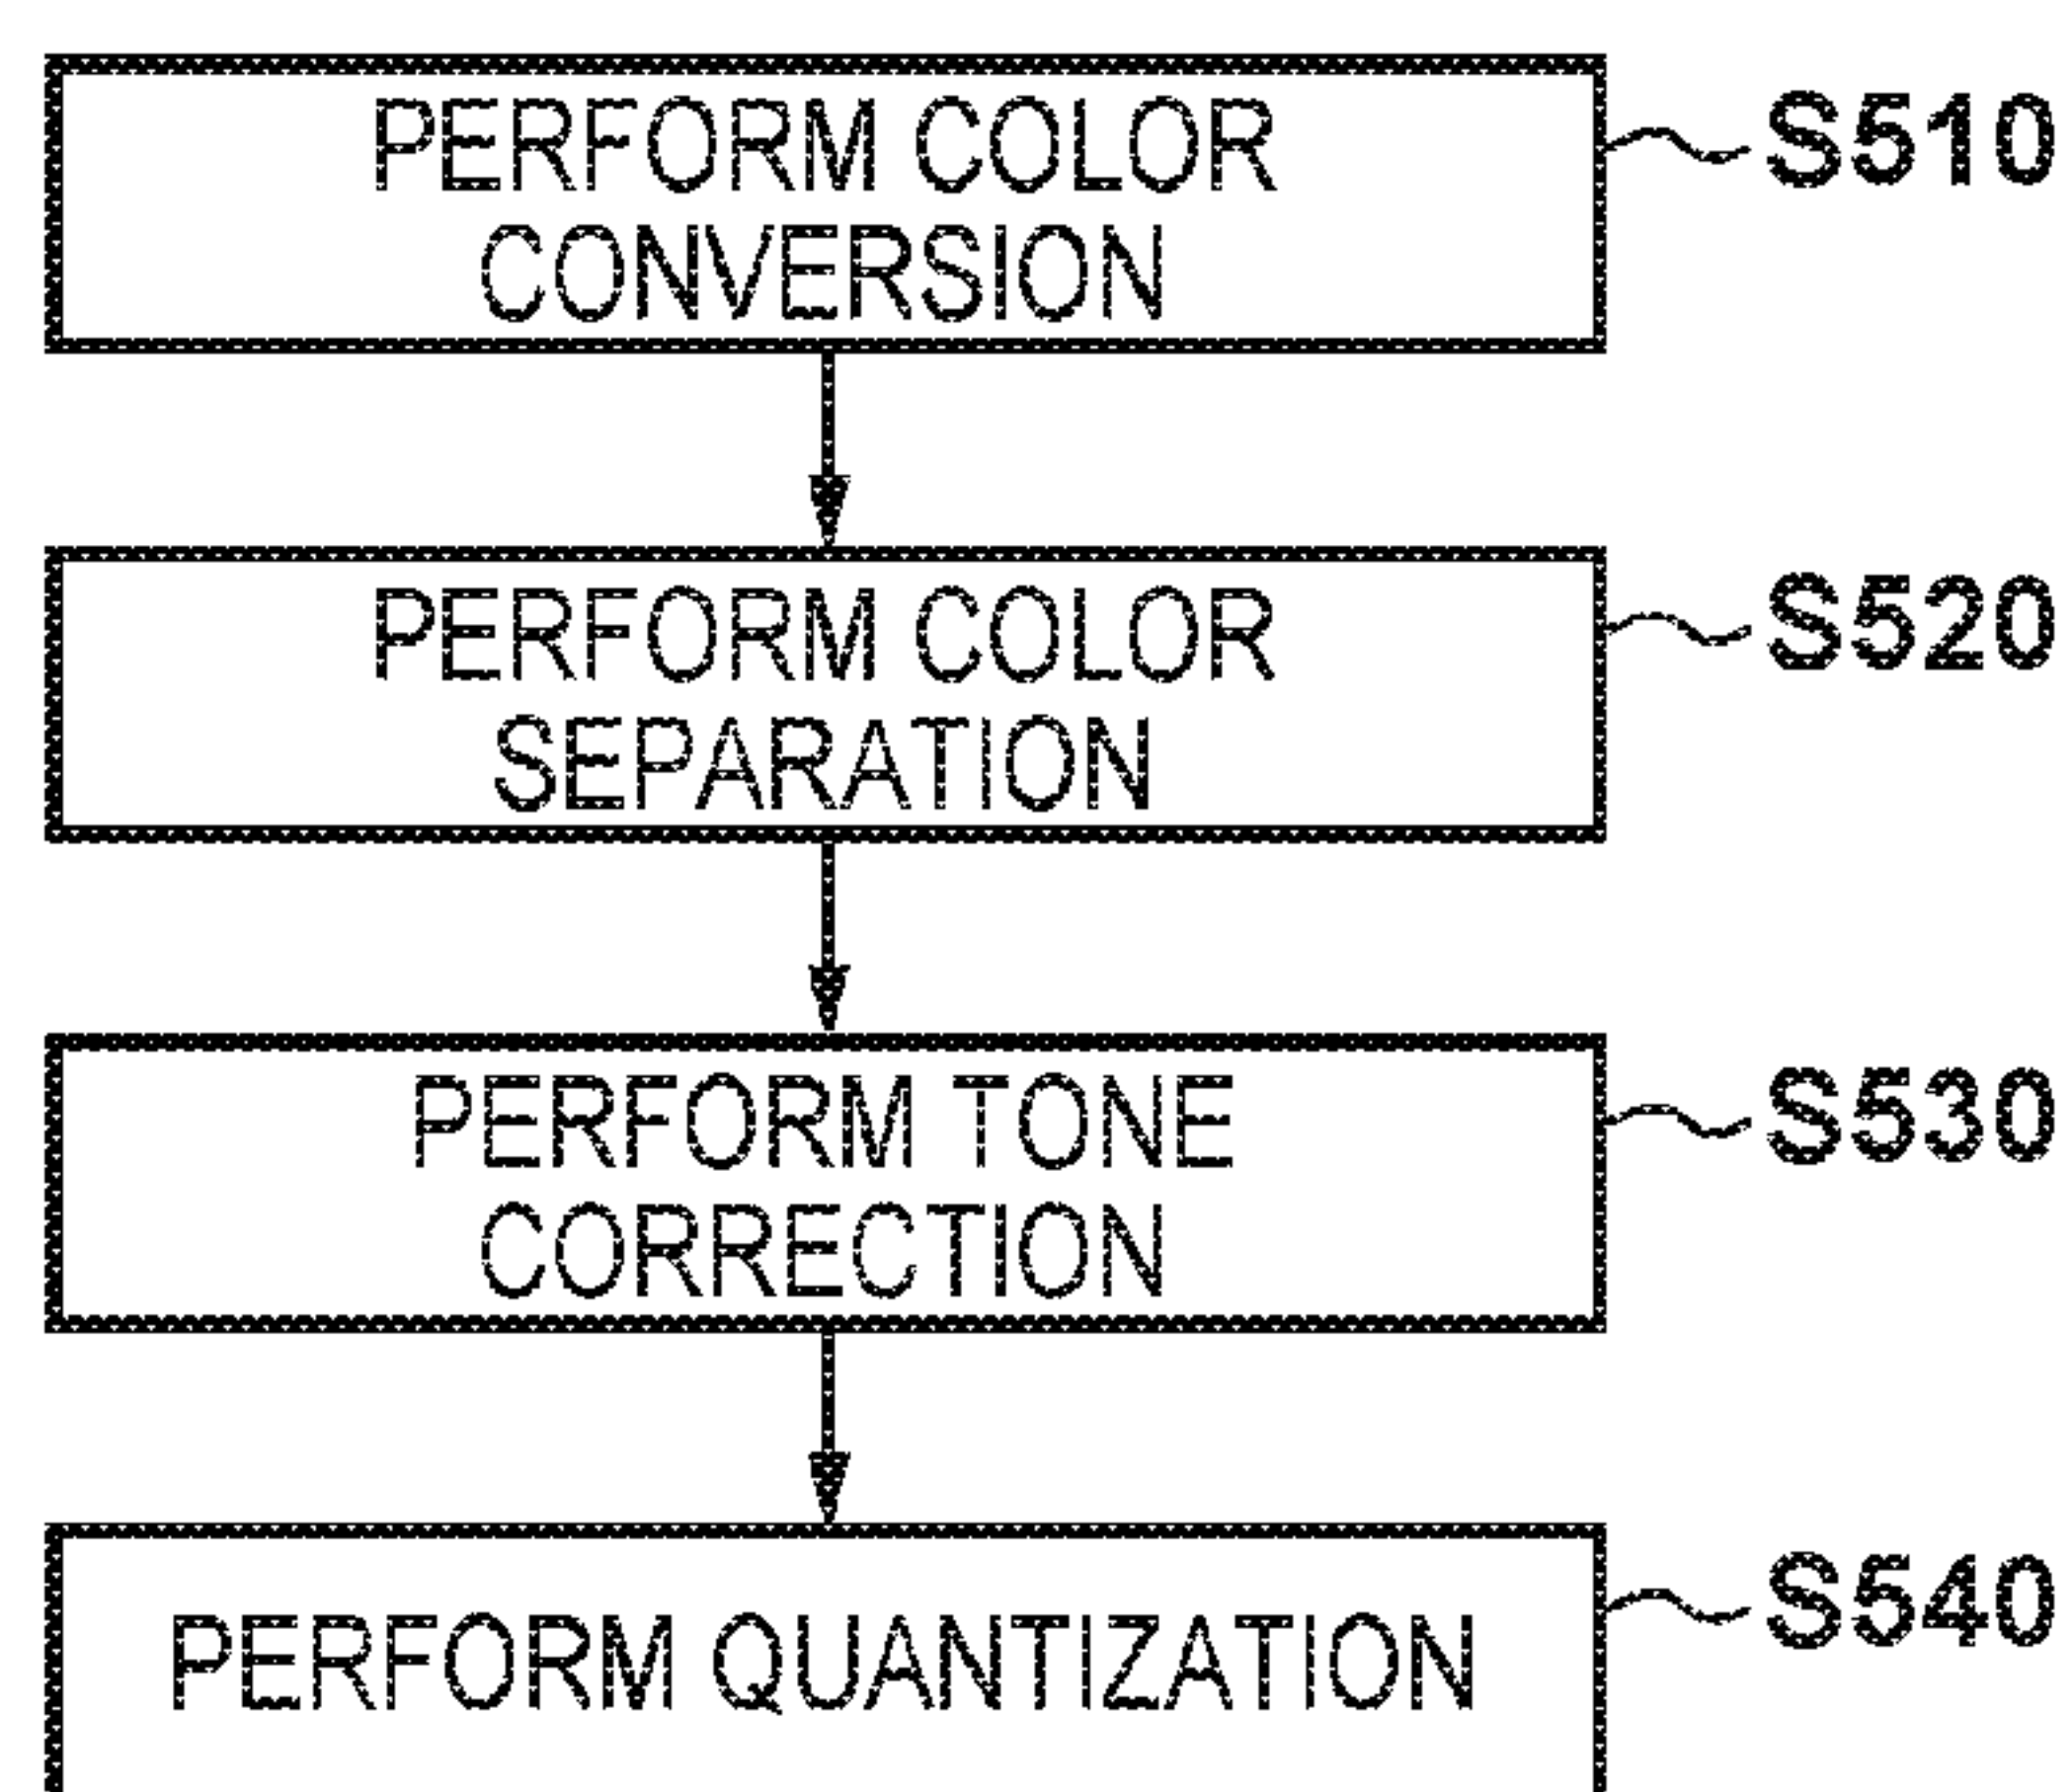 PERFORM COLOR
CONVERSION
S510
PERFORM COLOR
SEPARATION
S520
PERFORM TONE
CORRECTION
S530
PERFORM QUANTIZATION
S540